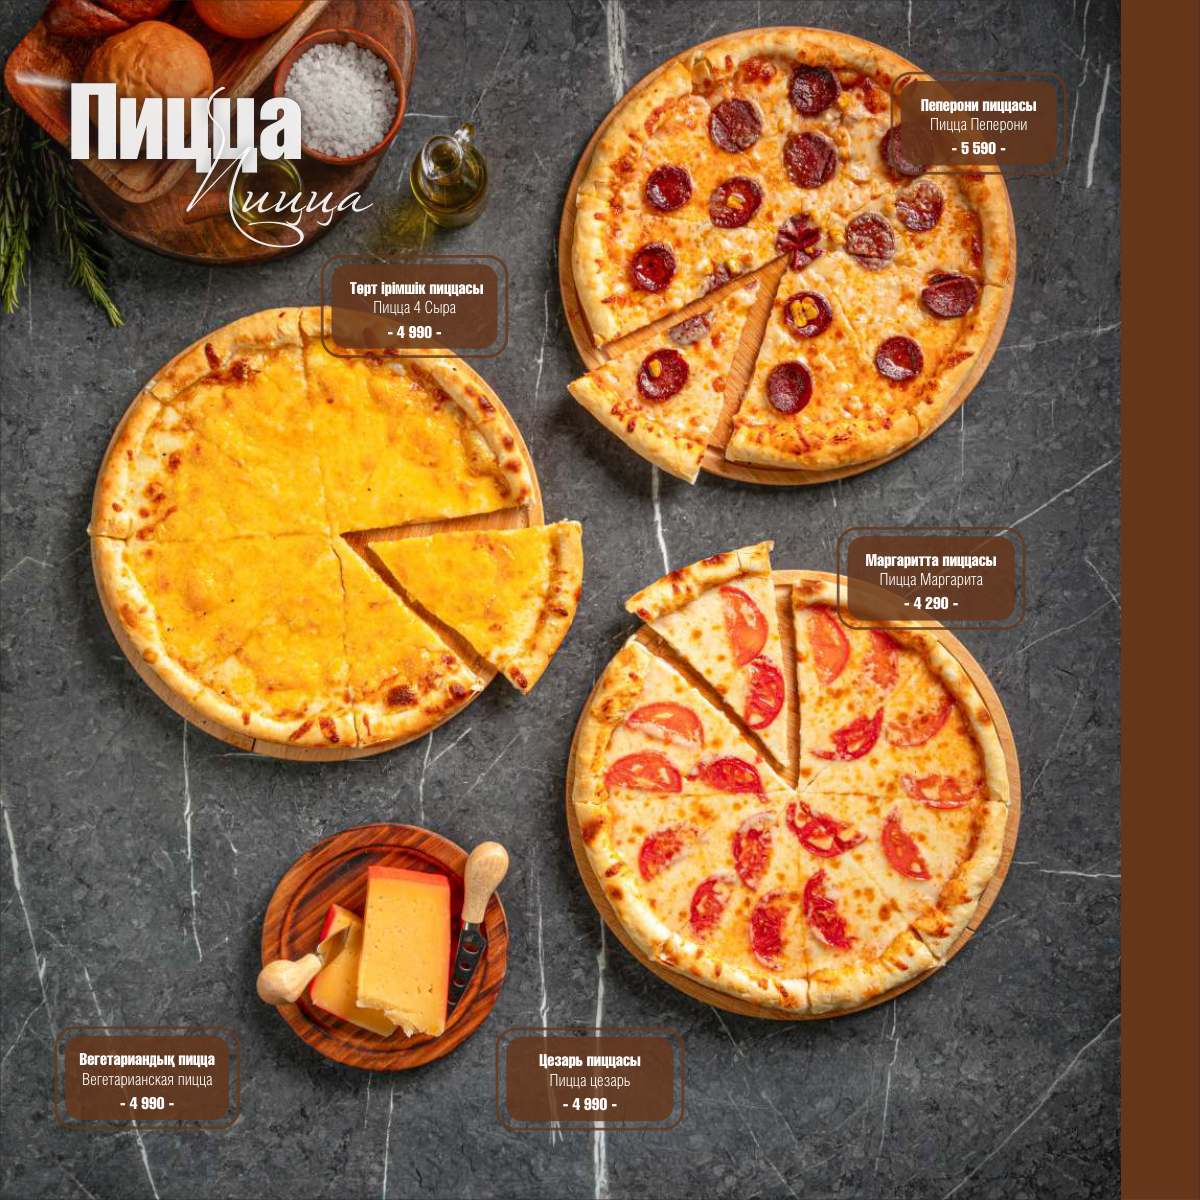 Пицца
Пицца
Пеперони пиццасы
Пицца Пеперони
- 5 590 -
Төрт ірімшік пиццасы
Пицца 4 Сыра
- 4 990 -
Маргаритта пиццасы
Пицца Маргарита
- 4 290 -
Вегетариандық пицца
Вегетарианская пицца
- 4 990 -
Цезарь пиццасы
Пицца цезарь
- 4 990 -